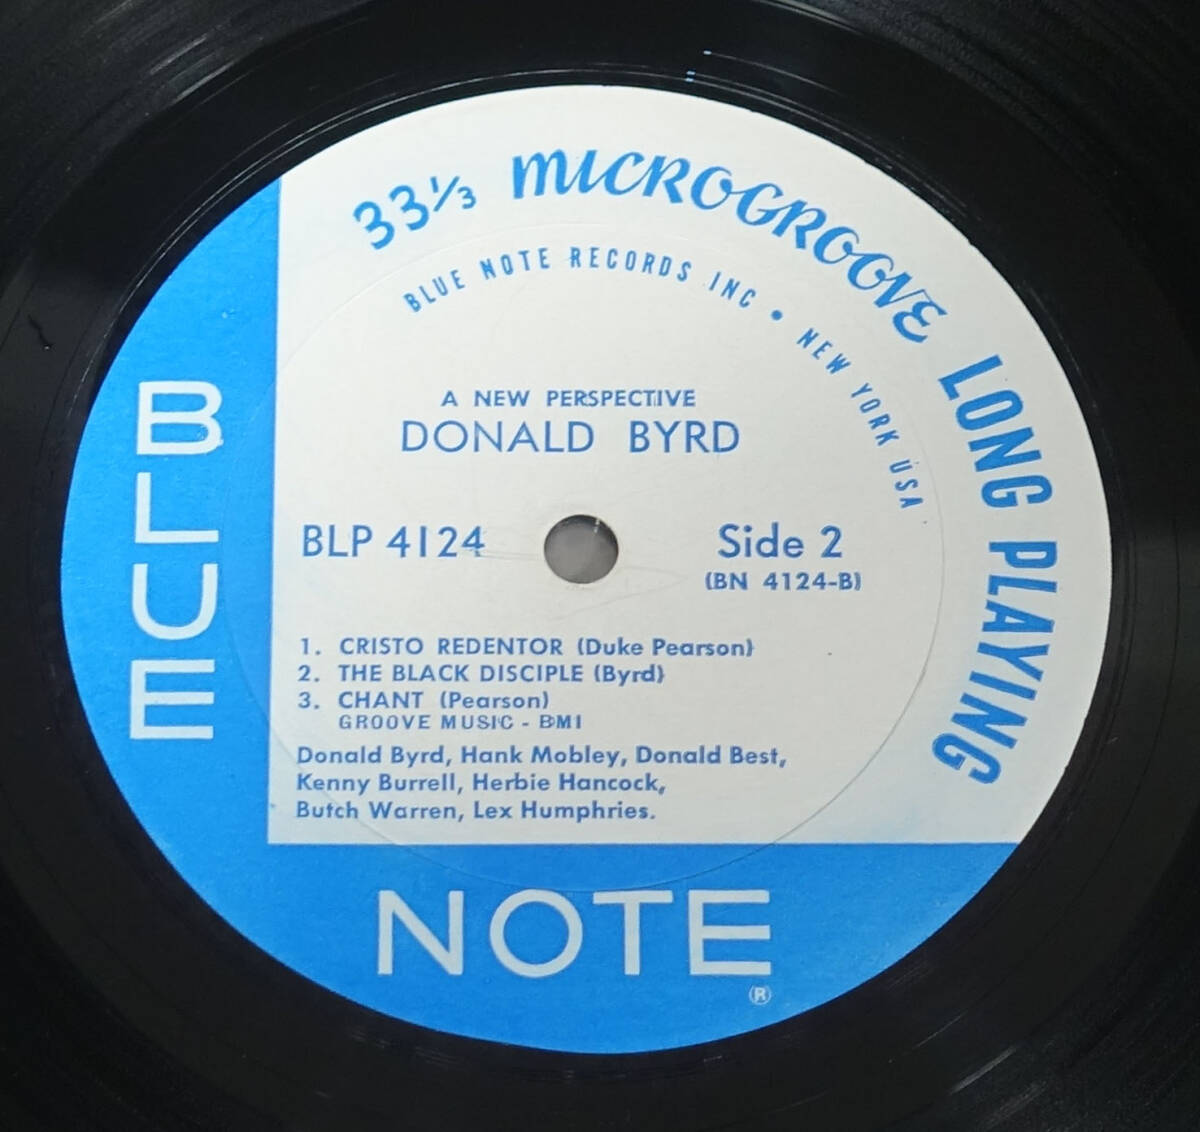 33⅓ MICROGROOVE LONG PLAYING
BLUE NOTE RECORDS INC • NEW YORK USA
A NEW PERSPECTIVE
DONALD BYRD
BLP 4124
Side 2
(BN 4124-B)
1. CRISTO REDENTOR (Duke Pearson)
2. THE BLACK DISCIPLE (Byrd)
3. CHANT (Pearson)
GROOVE MUSIC - BMI
Donald Byrd, Hank Mobley, Donald Best,
Kenny Burrell, Herbie Hancock,
Butch Warren, Lex Humphries.
BLUE
NOTE
®